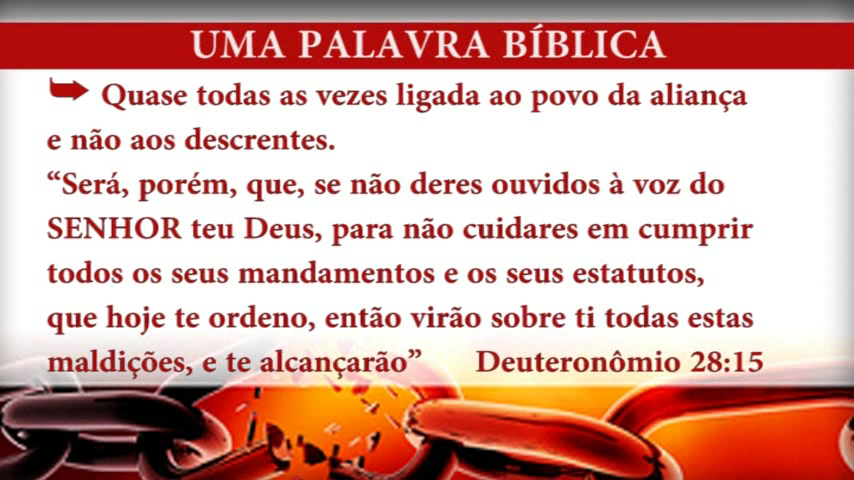 UMA PALAVRA BÍBLICA
Quase todas as vezes ligada ao povo da aliança
e não aos descrentes.
“Será, porém, que, se não deres ouvidos à voz do
SENHOR teu Deus, para não cuidares em cumprir
todos os seus mandamentos e os seus estatutos,
que hoje te ordeno, então virão sobre ti todas estas
maldições, e te alcançarão” Deuteronômio 28:15